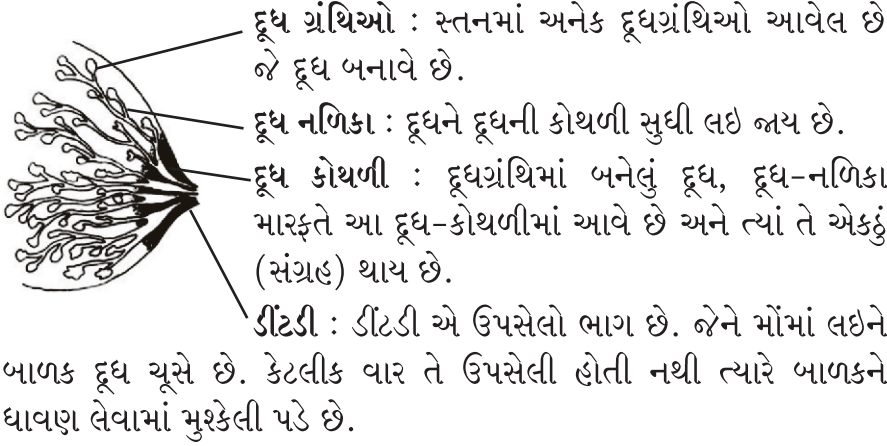 દૂધ ગ્રંથિઓ : સ્તનમાં અનેક દૂધગ્રંથિઓ આવેલ છે
જે દૂધ બનાવે છે.
દૂધ નળિકા : દૂધને દૂધની કોથળી સુધી લઇ જાય છે.
દૂધ કોથળી : દૂધગ્રંથિમાં બનેલું દૂધ, દૂધ-નળિકા
મારફતે આ દૂધ-કોથળીમાં આવે છે અને ત્યાં તે એકઠું
(સંગ્રહ) થાય છે.
ડીંટડી : ડીંટડી એ ઉપસેલો ભાગ છે. જેને મોંમાં લઇને
બાળક દૂધ ચૂસે છે. કેટલીક વાર તે ઉપસેલી હોતી નથી ત્યારે બાળકને
ધાવણ લેવામાં મુશ્કેલી પડે છે.